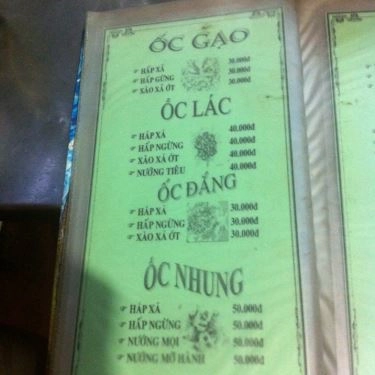 ỐC GẠO
HẤP XẢ 30.000đ
HẤP GỪNG 30.000đ
XÀO XẢ ỚT 30.000đ
ỐC LÁC
HẤP XẢ 40.000đ
HẤP NGỪNG 40.000đ
XÀO XẢ ỚT 40.000đ
NƯỚNG TIÊU 40.000đ
ỐC ĐẮNG
HẤP XẢ 30.000đ
HẤP NGỪNG 30.000đ
XÀO XẢ ỚT 30.000đ
ỐC NHUNG
HẤP XẢ 50.000đ
HẤP NGỪNG 50.000đ
NƯỚNG MỌI 50.000đ
NƯỚNG MỠ HÀNH 50.000đ